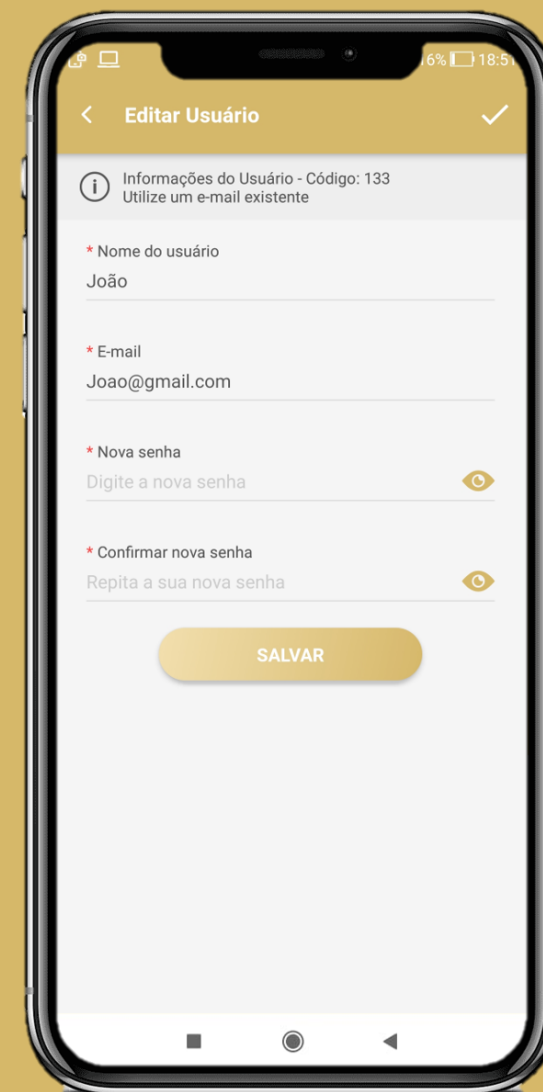 6% 18:51
Editar Usuário
Informações do Usuário - Código: 133
Utilize um e-mail existente
* Nome do usuário
João
* E-mail
Joao@gmail.com
* Nova senha
Digite a nova senha
* Confirmar nova senha
Repita a sua nova senha
SALVAR